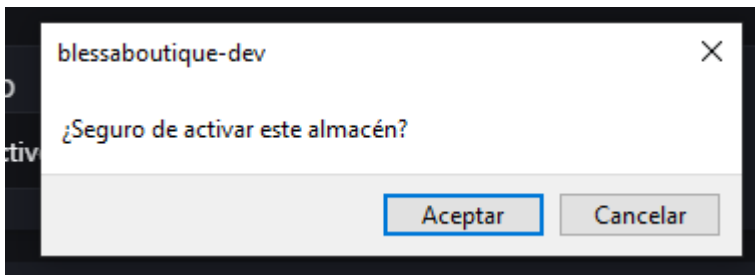 blessaboutique-dev
¿Seguro de activar este almacén?
Aceptar
Cancelar